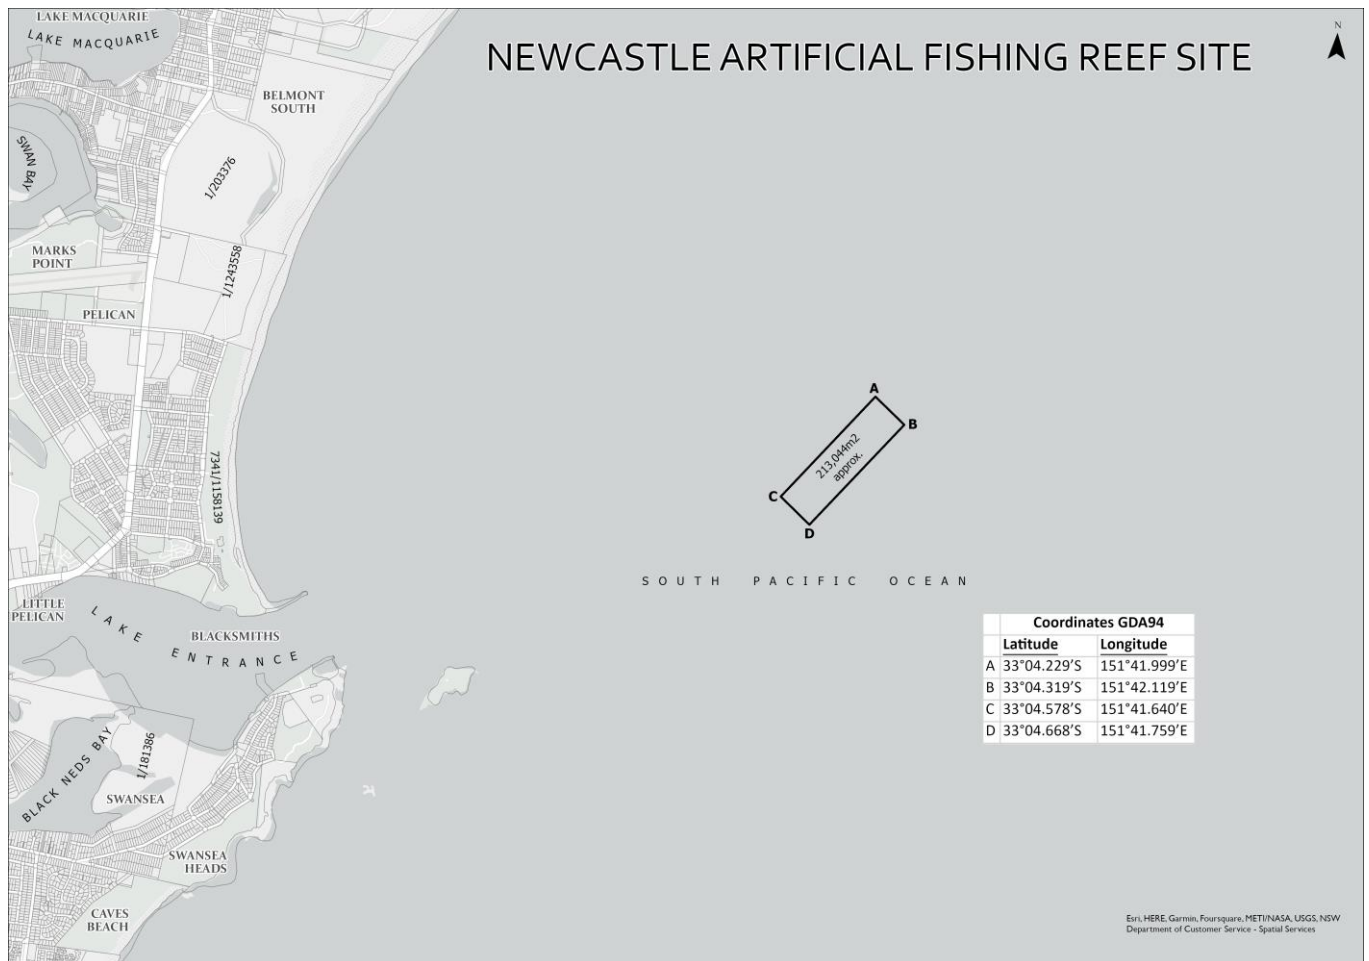 LAKE MACQUARIE
LAKE MACQUARIE
NEWCASTLE ARTIFICIAL FISHING REEF SITE
N
BELMONT
SOUTH
SWAN BAY
1/203376
MARKS
POINT
1/1243558
PELICAN
A
B
213,044m2
approx.
C
D
7341/1158139
SOUTH PACIFIC OCEAN
LITTLE
PELICAN
LAKE ENTRANCE
BLACKSMITHS
Coordinates GDA94
Latitude Longitude
A 33°04.229'S 151°41.999'E
B 33°04.319'S 151°42.119'E
C 33°04.578'S 151°41.640'E
D 33°04.668'S 151°41.759'E
BLACK NEDS BAY
1/181386
SWANSEA
SWANSEA
HEADS
CAVES
BEACH
Esri, HERE, Garmin, Foursquare, METI/NASA, USGS, NSW
Department of Customer Service - Spatial Services